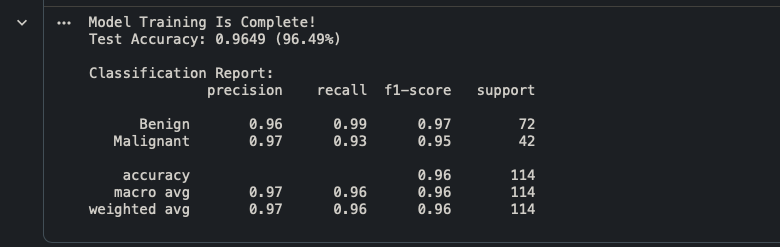 Model Training Is Complete!
Test Accuracy: 0.9649 (96.49%)
Classification Report:
precision recall f1-score support
Benign 0.96 0.99 0.97 72
Malignant 0.97 0.93 0.95 42
accuracy 0.96 114
macro avg 0.97 0.96 0.96 114
weighted avg 0.97 0.96 0.96 114